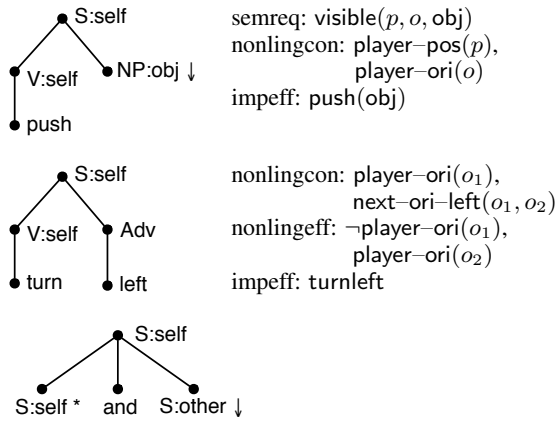 S:self
V:self
NP:obj ↓
push
semreq: visible(p, o, obj)
nonlingcon: player–pos(p),
player–ori(o)
impeff: push(obj)
S:self
V:self
Adv
turn
left
nonlingcon: player–ori(o₁),
next–ori–left(o₁, o₂)
nonlingeff: ¬player–ori(o₁),
player–ori(o₂)
impeff: turnleft
S:self
S:self *
and
S:other ↓